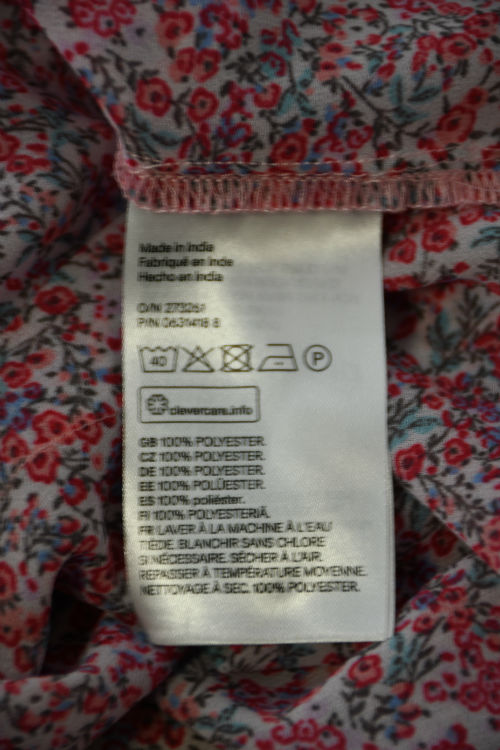 Made in India
Fabriqué en Inde
Hecho en India
O/N: 273261
P/N 0631418 8
40 P
clevercare.info
GB 100% POLYESTER.
CZ 100% POLYESTER.
DE 100% POLYESTER.
EE 100% POLÜESTER.
ES 100% poliéster.
FI 100% POLYESTERIÄ.
FR LAVER À LA MACHINE À L'EAU
TIÈDE. BLANCHIR SANS CHLORE
SI NÉCESSAIRE. SÉCHER À L'AIR.
REPASSER À TEMPÉRATURE MOYENNE.
NETTOYAGE À SEC. 100% POLYESTER.